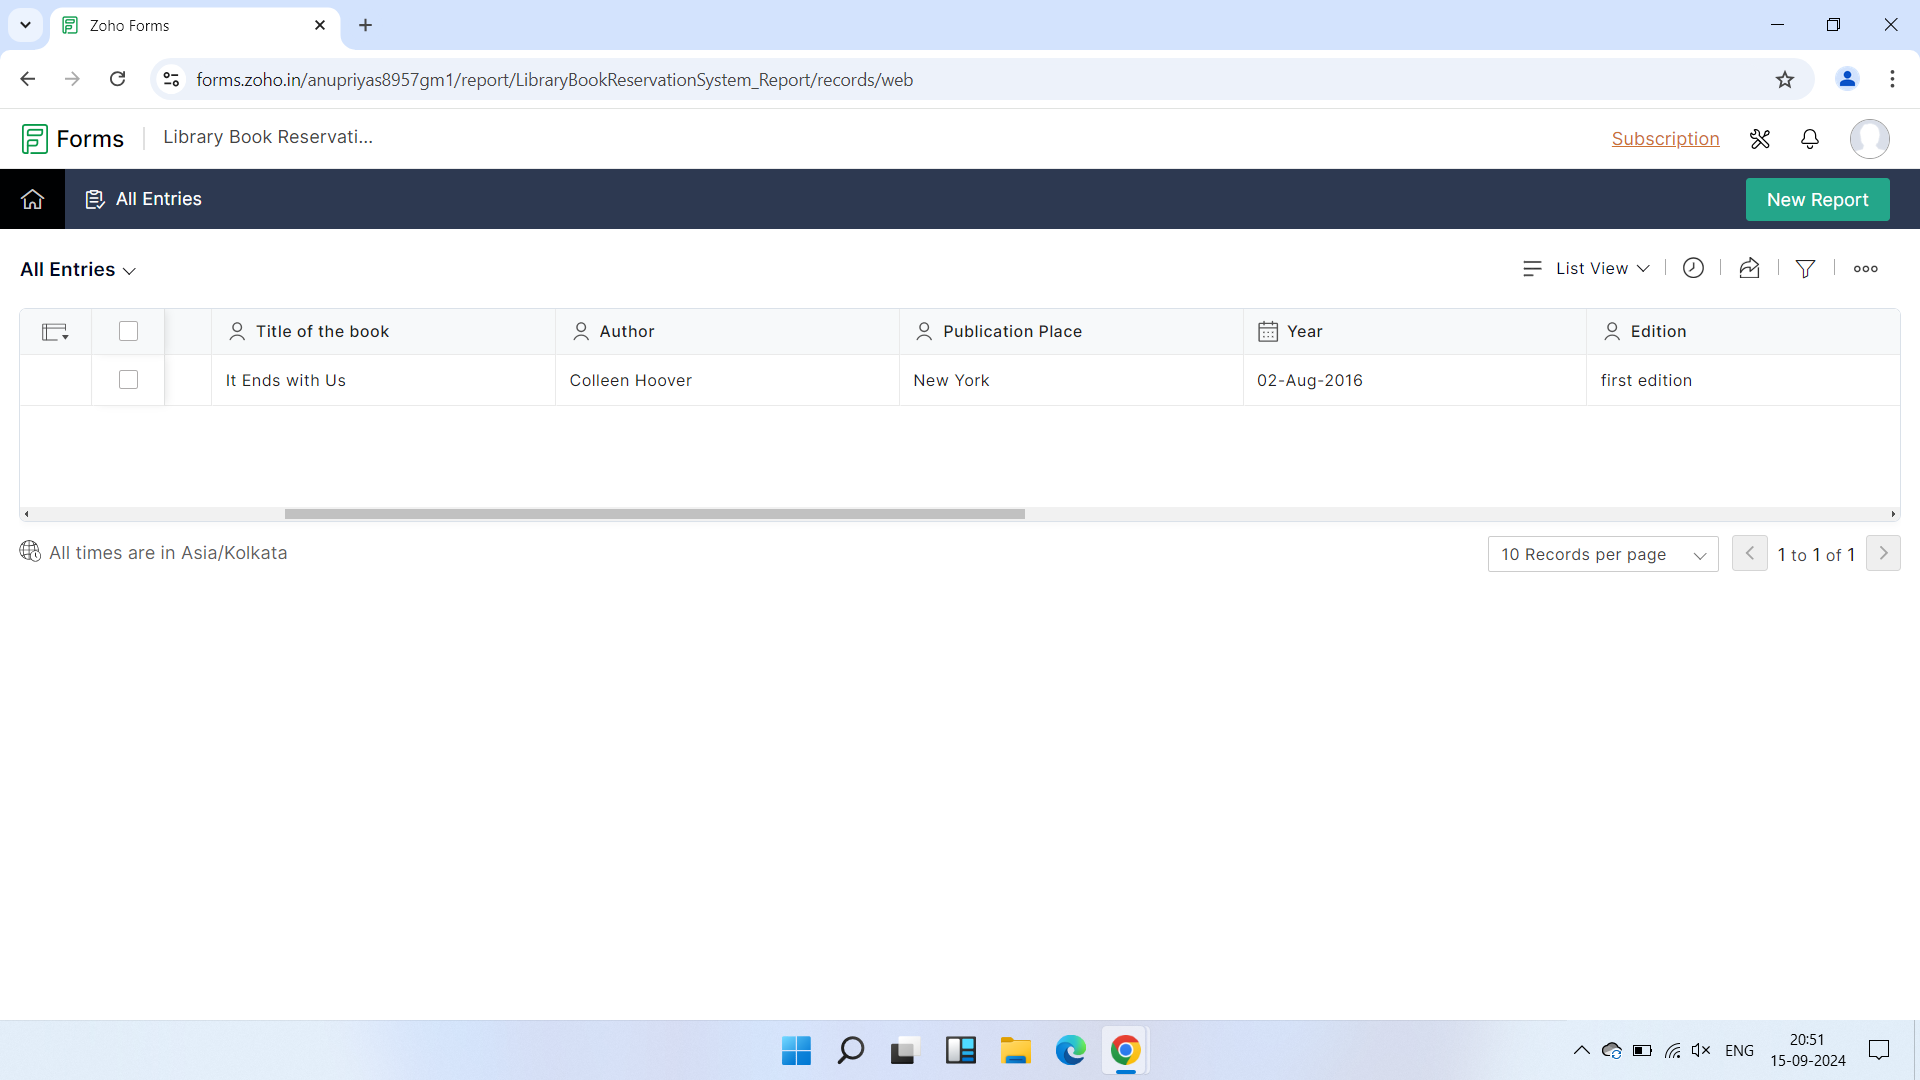 Zoho Forms
forms.zoho.in/anupriyas8957gm1/report/LibraryBookReservationSystem_Report/records/web
Forms Library Book Reservati... Subscription
All Entries New Report
All Entries List View
Title of the book Author Publication Place Year Edition
It Ends with Us Colleen Hoover New York 02-Aug-2016 first edition
All times are in Asia/Kolkata 10 Records per page 1 to 1 of 1
ENG 20:51
15-09-2024